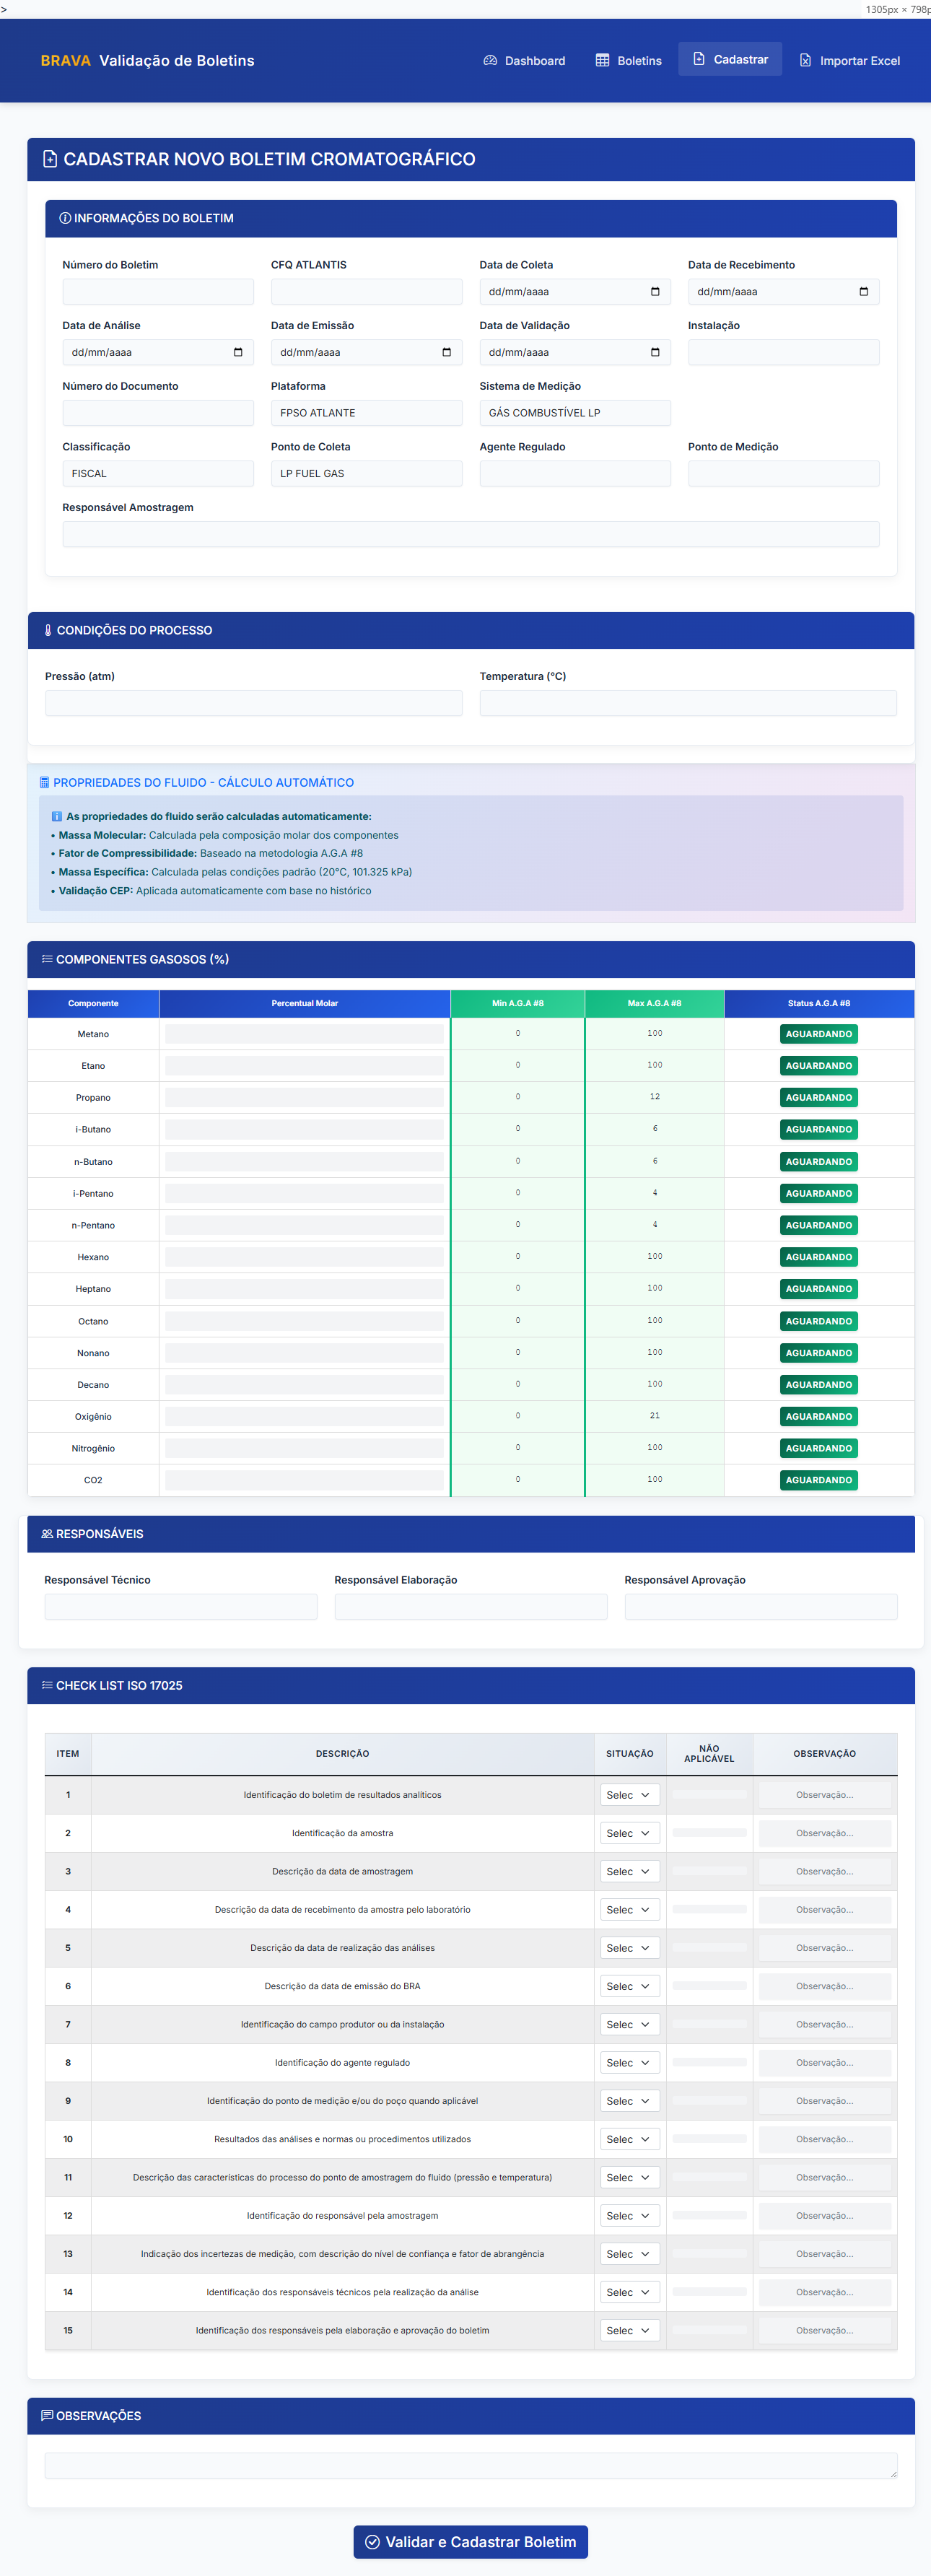 >
1305px × 798p
BRAVA Validação de Boletins
Dashboard
Boletins
Cadastrar
Importar Excel
CADASTRAR NOVO BOLETIM CROMATOGRÁFICO
INFORMAÇÕES DO BOLETIM
Número do Boletim CFQ ATLANTIS Data de Coleta Data de Recebimento
dd/mm/aaaa dd/mm/aaaa
Data de Análise Data de Emissão Data de Validação Instalação
dd/mm/aaaa dd/mm/aaaa dd/mm/aaaa
Número do Documento Plataforma Sistema de Medição
FPSO ATLANTE GÁS COMBUSTÍVEL LP
Classificação Ponto de Coleta Agente Regulado Ponto de Medição
FISCAL LP FUEL GAS
Responsável Amostragem
CONDIÇÕES DO PROCESSO
Pressão (atm) Temperatura (°C)
PROPRIEDADES DO FLUIDO - CÁLCULO AUTOMÁTICO
As propriedades do fluido serão calculadas automaticamente:
• Massa Molecular: Calculada pela composição molar dos componentes
• Fator de Compressibilidade: Baseado na metodologia A.G.A #8
• Massa Específica: Calculada pelas condições padrão (20°C, 101.325 kPa)
• Validação CEP: Aplicada automaticamente com base no histórico
COMPONENTES GASOSOS (%)
Componente Percentual Molar Min A.G.A #8 Max A.G.A #8 Status A.G.A #8
Metano 0 100 AGUARDANDO
Etano 0 100 AGUARDANDO
Propano 0 12 AGUARDANDO
i-Butano 0 6 AGUARDANDO
n-Butano 0 6 AGUARDANDO
i-Pentano 0 4 AGUARDANDO
n-Pentano 0 4 AGUARDANDO
Hexano 0 100 AGUARDANDO
Heptano 0 100 AGUARDANDO
Octano 0 100 AGUARDANDO
Nonano 0 100 AGUARDANDO
Decano 0 100 AGUARDANDO
Oxigênio 0 21 AGUARDANDO
Nitrogênio 0 100 AGUARDANDO
CO2 0 100 AGUARDANDO
RESPONSÁVEIS
Responsável Técnico Responsável Elaboração Responsável Aprovação
CHECK LIST ISO 17025
ITEM DESCRIÇÃO SITUAÇÃO NÃO APLICÁVEL OBSERVAÇÃO
1 Identificação do boletim de resultados analíticos Selec Observação...
2 Identificação da amostra Selec Observação...
3 Descrição da data de amostragem Selec Observação...
4 Descrição da data de recebimento da amostra pelo laboratório Selec Observação...
5 Descrição da data de realização das análises Selec Observação...
6 Descrição da data de emissão do BRA Selec Observação...
7 Identificação do campo produtor ou da instalação Selec Observação...
8 Identificação do agente regulado Selec Observação...
9 Identificação do ponto de medição e/ou do poço quando aplicável Selec Observação...
10 Resultados das análises e normas ou procedimentos utilizados Selec Observação...
11 Descrição das características do processo do ponto de amostragem do fluido (pressão e temperatura) Selec Observação...
12 Identificação do responsável pela amostragem Selec Observação...
13 Indicação dos incertezas de medição, com descrição do nível de confiança e fator de abrangência Selec Observação...
14 Identificação dos responsáveis técnicos pela realização da análise Selec Observação...
15 Identificação dos responsáveis pela elaboração e aprovação do boletim Selec Observação...
OBSERVAÇÕES
Validar e Cadastrar Boletim